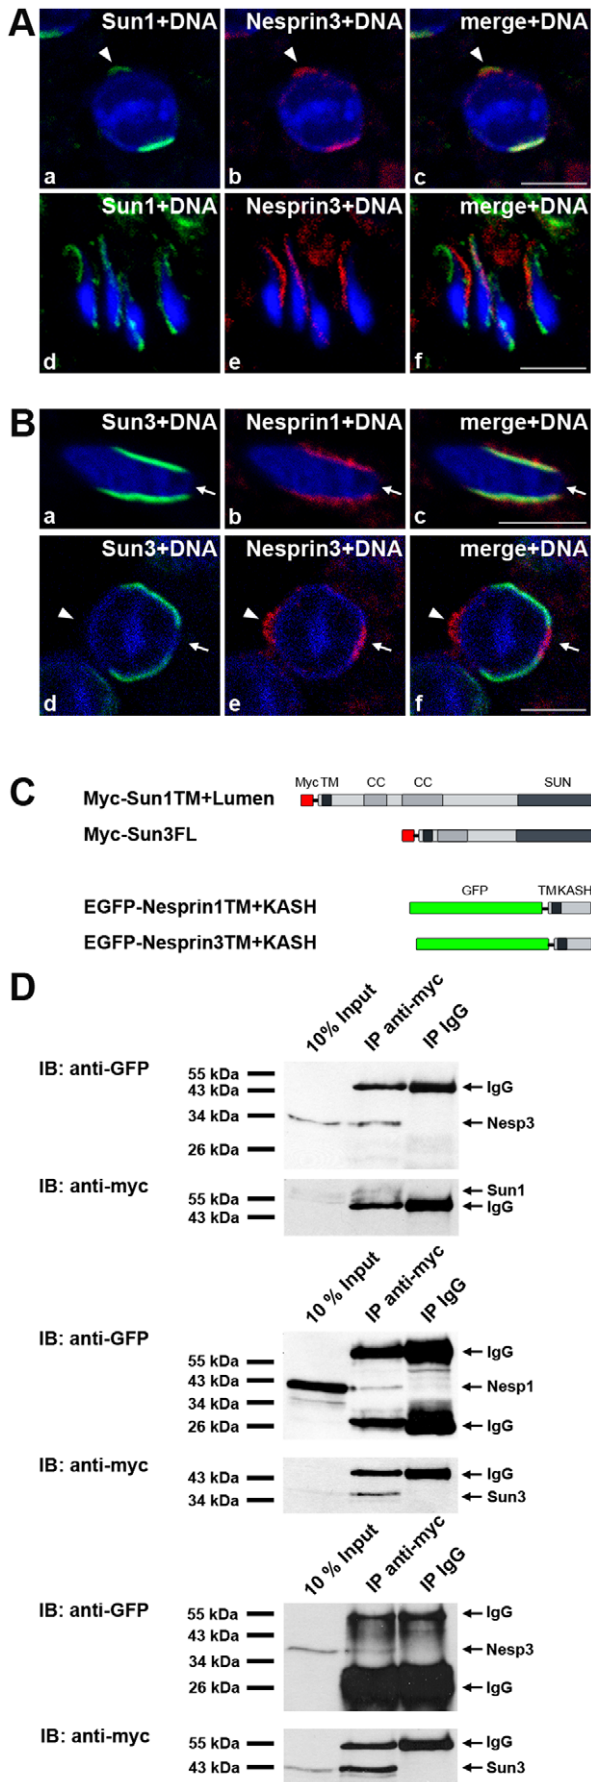 A
Sun1+DNA Nesprin3+DNA merge+DNA
a b c
Sun1+DNA Nesprin3+DNA merge+DNA
d e f
B
Sun3+DNA Nesprin1+DNA merge+DNA
a b c
Sun3+DNA Nesprin3+DNA merge+DNA
d e f
C
Myc TM CC CC SUN
Myc-Sun1TM+Lumen
Myc-Sun3FL
GFP TMKASH
EGFP-Nesprin1TM+KASH
EGFP-Nesprin3TM+KASH
D
10% Input IP anti-myc IP IgG
IB: anti-GFP
55 kDa
43 kDa IgG
34 kDa Nesp3
26 kDa
IB: anti-myc
Sun1
55 kDa IgG
43 kDa
10 % Input IP anti-myc IP IgG
IB: anti-GFP
IgG
55 kDa
43 kDa Nesp1
34 kDa
26 kDa IgG
IB: anti-myc
43 kDa IgG
34 kDa Sun3
10 % Input IP anti-myc IP IgG
IB: anti-GFP
55 kDa IgG
43 kDa
Nesp3
34 kDa
26 kDa IgG
IB: anti-myc
55 kDa IgG
43 kDa Sun3